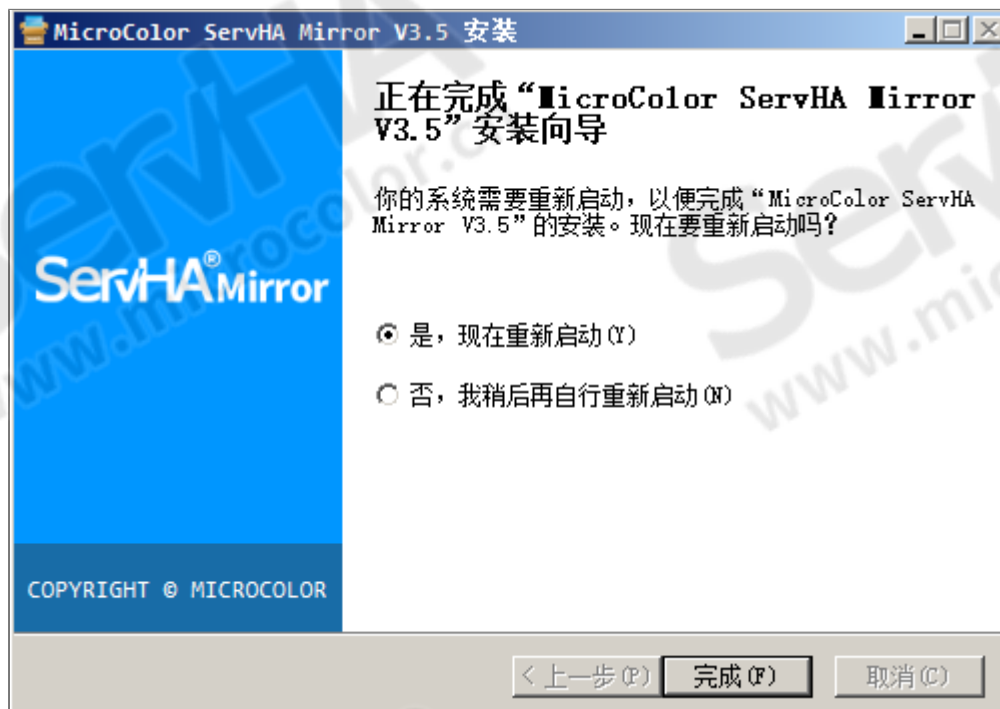 MicroColor ServHA Mirror V3.5 安装
正在完成“MicroColor ServHA Mirror
V3.5”安装向导
你的系统需要重新启动，以便完成“MicroColor ServHA
Mirror V3.5”的安装。现在要重新启动吗？
ServHA®Mirror
是，现在重新启动(Y)
否，我稍后再自行重新启动(N)
COPYRIGHT © MICROCOLOR
<上一步(P)
完成(F)
取消(C)